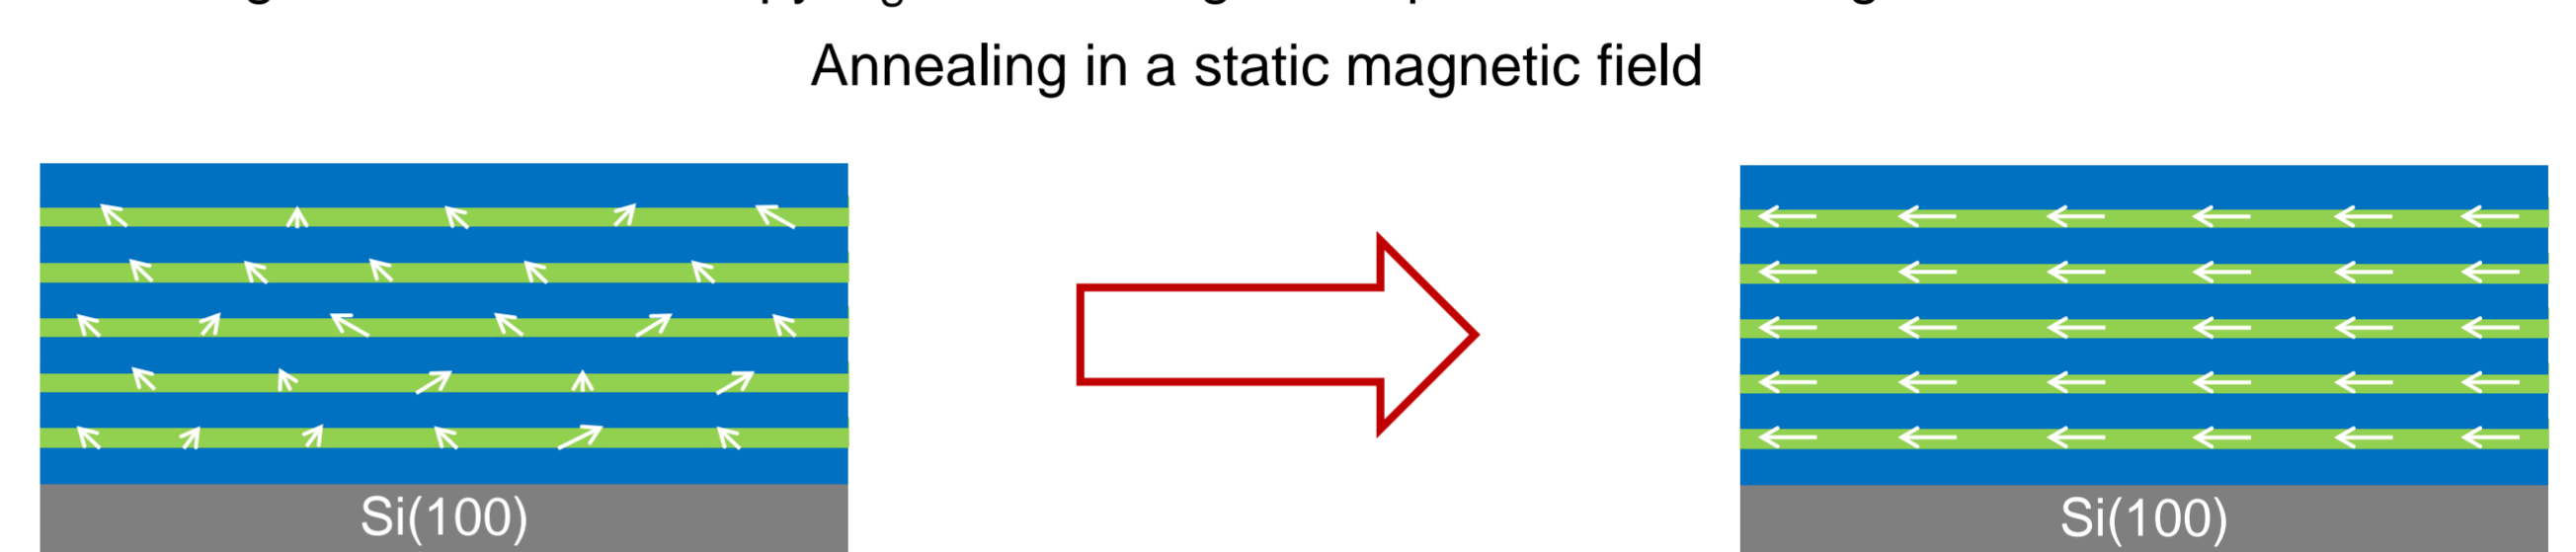 Annealing in a static magnetic field
Si(100)
Si(100)